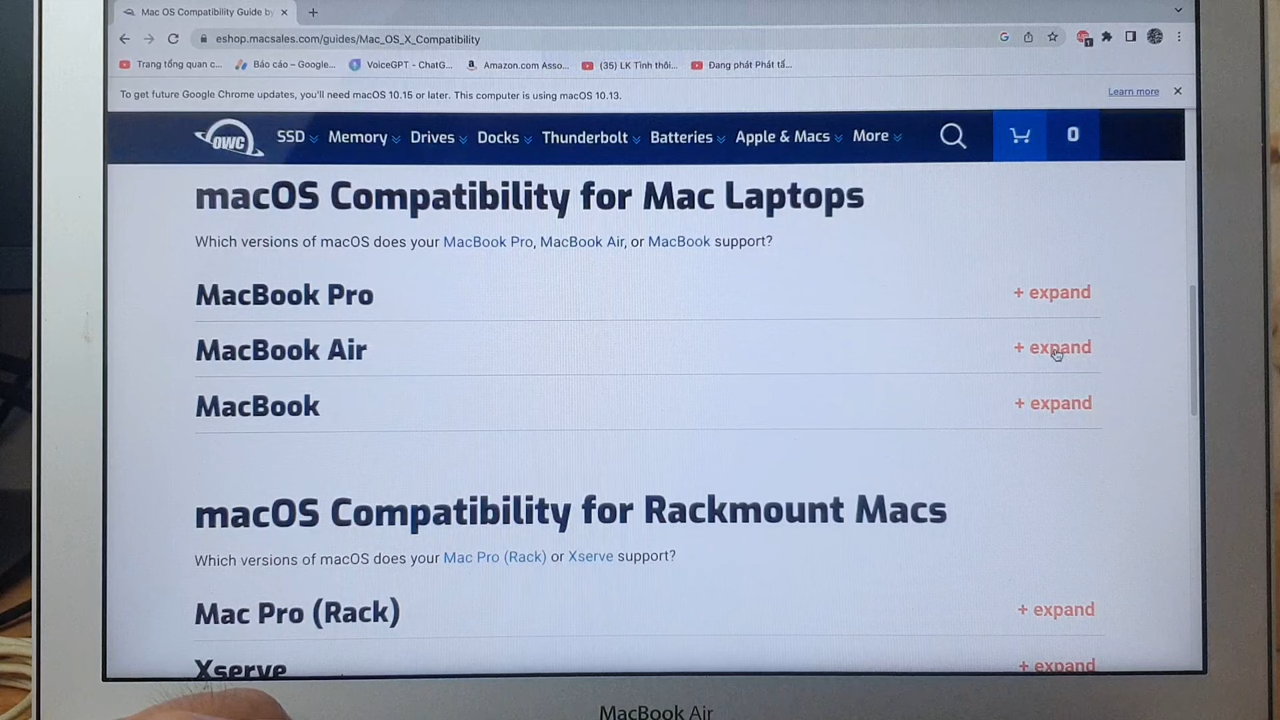 Mac OS Compatibility Guide by
eshop.macsales.com/guides/Mac_OS_X_Compatibility
1
Trang tổng quan c... Báo cáo – Google... VoiceGPT - ChatG... Amazon.com Asso... (35) LK Tình thôi... Đang phát Phát tấ...
To get future Google Chrome updates, you'll need macOS 10.15 or later. This computer is using macOS 10.13. Learn more
OWC SSD Memory Drives Docks Thunderbolt Batteries Apple & Macs More 0
macOS Compatibility for Mac Laptops
Which versions of macOS does your MacBook Pro, MacBook Air, or MacBook support?
MacBook Pro + expand
MacBook Air + expand
MacBook + expand
macOS Compatibility for Rackmount Macs
Which versions of macOS does your Mac Pro (Rack) or Xserve support?
Mac Pro (Rack) + expand
Xserve + expand
MacBook Air